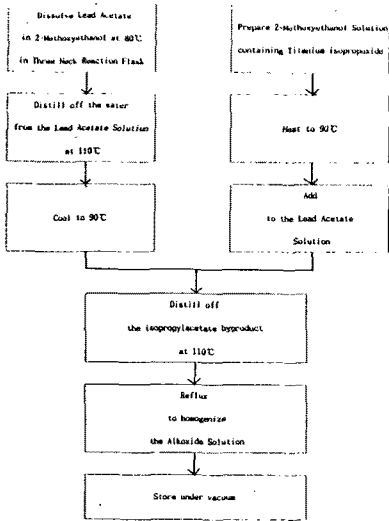 Dissolve Lead Acetate
in 2-Methoxyethanol at 80℃
in Three Neck Reaction Flask
Distill off the water
from the Lead Acetate Solution
at 110℃
Cool to 90℃
Prepare 2-Methoxyethanol Solution
containing Titanium isopropoxide
Heat to 90℃
Add
to the Lead Acetate
Solution
Distill off
the isopropylacetate byproduct
at 110℃
Reflux
to homogenize
the Alkoxide Solution
Store under vacuum